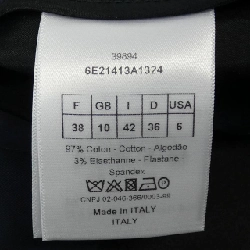 39894
6E21413A1374
F GB I D USA
38 10 42 36 6
97% Coton - Cotton - Algodão
3% Elasthanne - Elastane
Spandex
Made in ITALY
ITALY